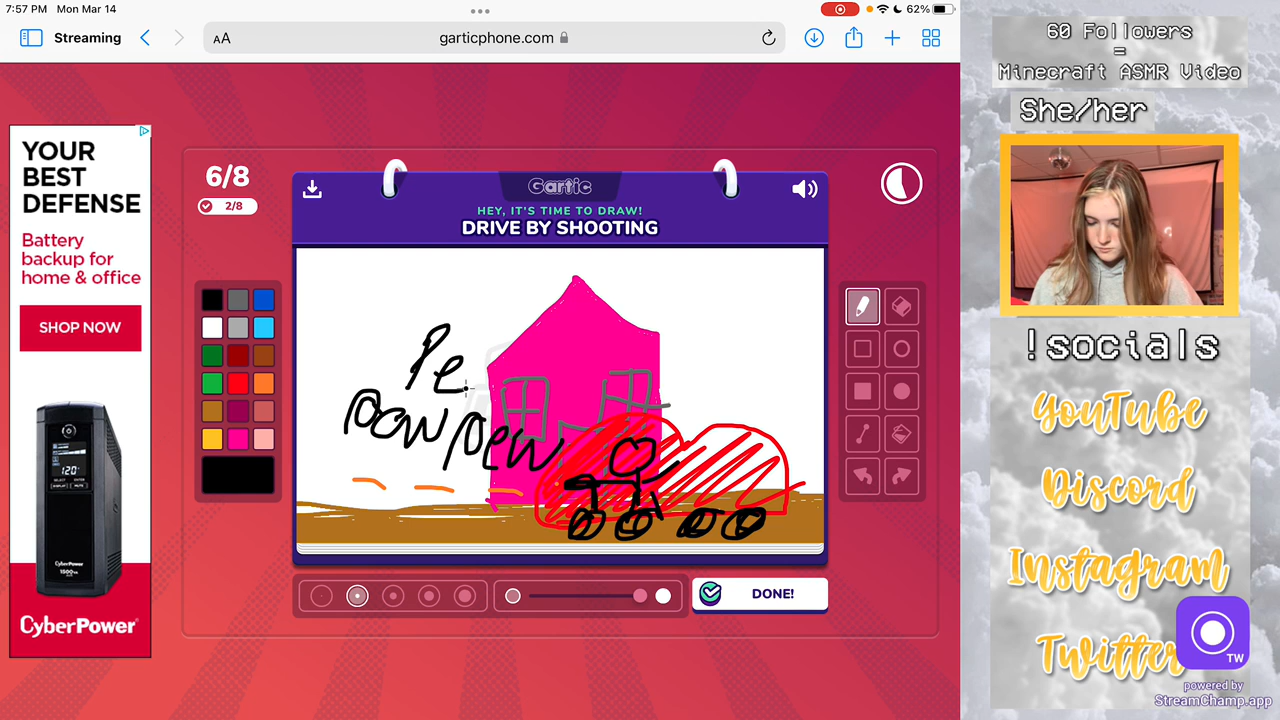 7:57 PM Mon Mar 14
62%
Streaming
AA
garticphone.com
60 Followers
=
Minecraft ASMR Video
She/her
YOUR
BEST
DEFENSE
Battery
backup for
home & office
SHOP NOW
CyberPower
6/8
2/8
Gartic
HEY, IT'S TIME TO DRAW!
DRIVE BY SHOOTING
Pe
pow pew
DONE!
!socials
YouTube
Discord
Instagram
Twitter
TW
powered by
StreamChamp.app